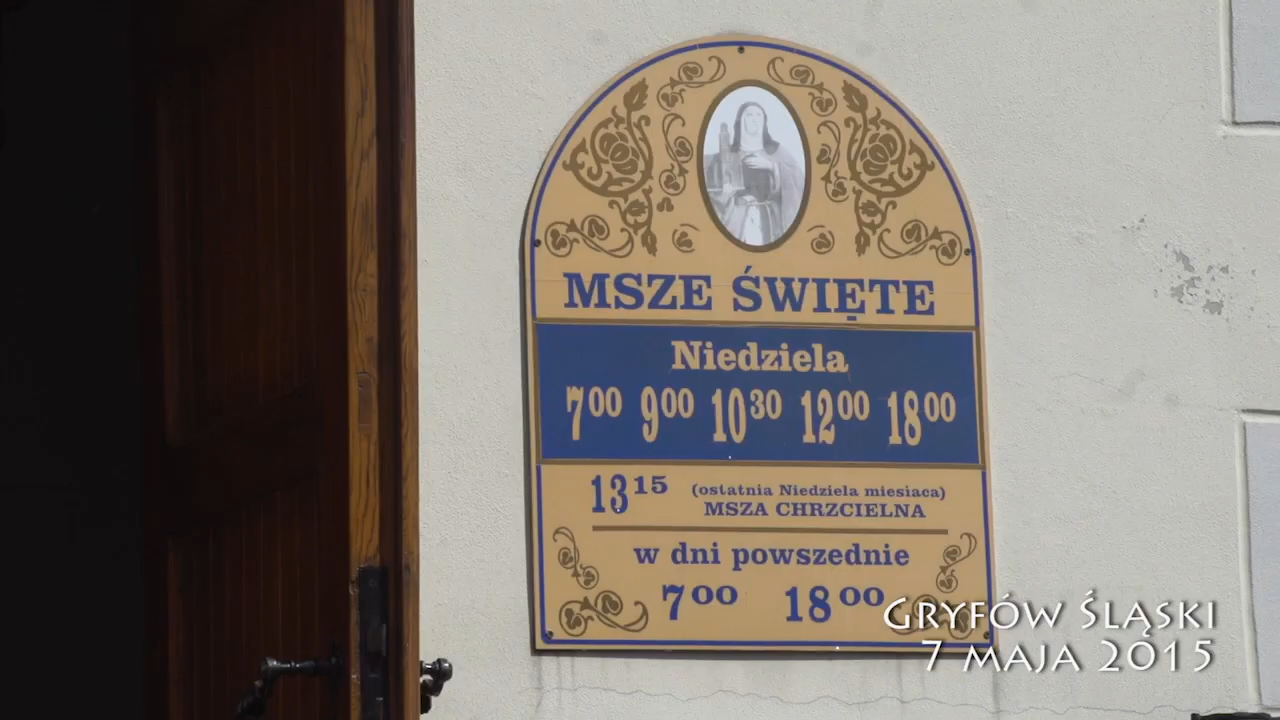 MSZE ŚWIĘTE
Niedziela
7⁰⁰ 9⁰⁰ 10³⁰ 12⁰⁰ 18⁰⁰
13¹⁵ (ostatnia Niedziela miesiaca)
MSZA CHRZCIELNA
w dni powszednie
7⁰⁰ 18⁰⁰
GRYFÓW ŚLĄSKI
7 MAJA 2015